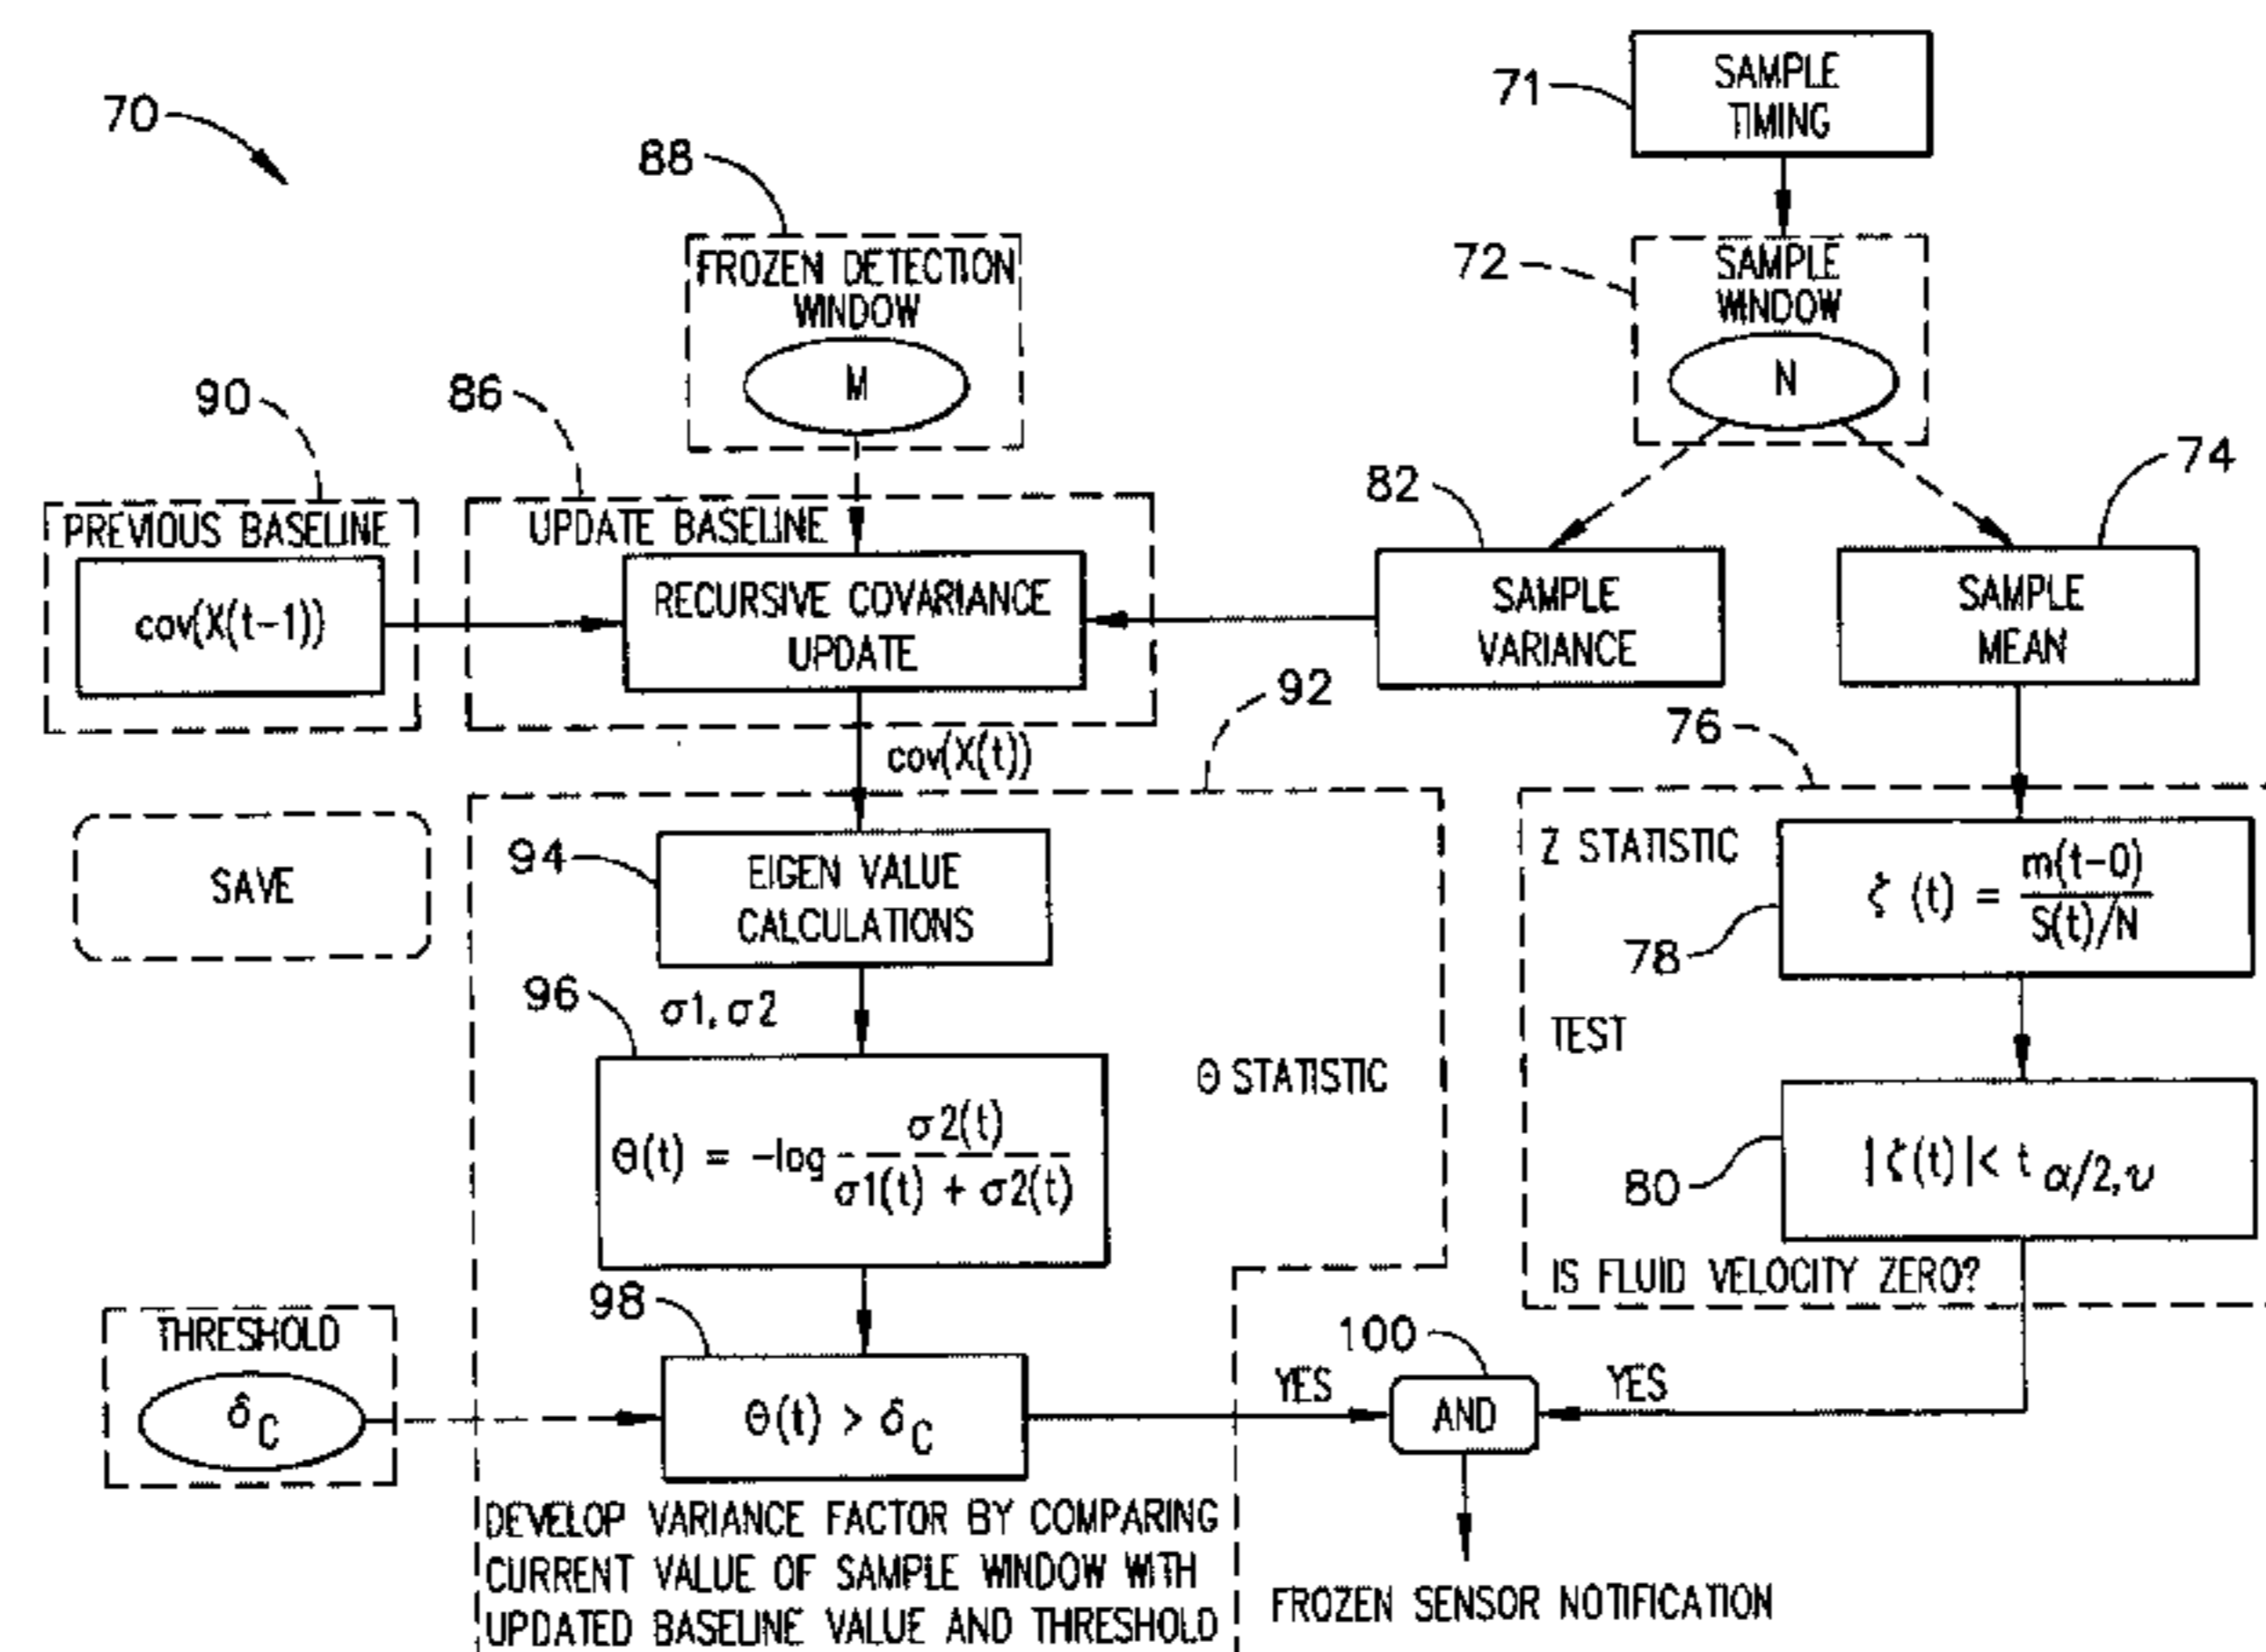 70
71
SAMPLE
TIMING
88
FROZEN DETECTION
WINDOW
M
72
SAMPLE
WINDOW
N
90
86
82
74
PREVIOUS BASELINE
cov(X(t-1))
UPDATE BASELINE
RECURSIVE COVARIANCE
UPDATE
SAMPLE
VARIANCE
SAMPLE
MEAN
92
76
cov(X(t))
SAVE
94
EIGEN VALUE
CALCULATIONS
Z STATISTIC
ζ (t) = m(t-0) / S(t)/N
78
96
σ1, σ2
TEST
Θ STATISTIC
Θ(t) = -log σ2(t) / σ1(t) + σ2(t)
80
|ζ(t)| < t α/2, υ
IS FLUID VELOCITY ZERO?
98
THRESHOLD
δC
Θ(t) > δC
YES
100
AND
YES
DEVELOP VARIANCE FACTOR BY COMPARING
CURRENT VALUE OF SAMPLE WINDOW WITH
UPDATED BASELINE VALUE AND THRESHOLD
FROZEN SENSOR NOTIFICATION